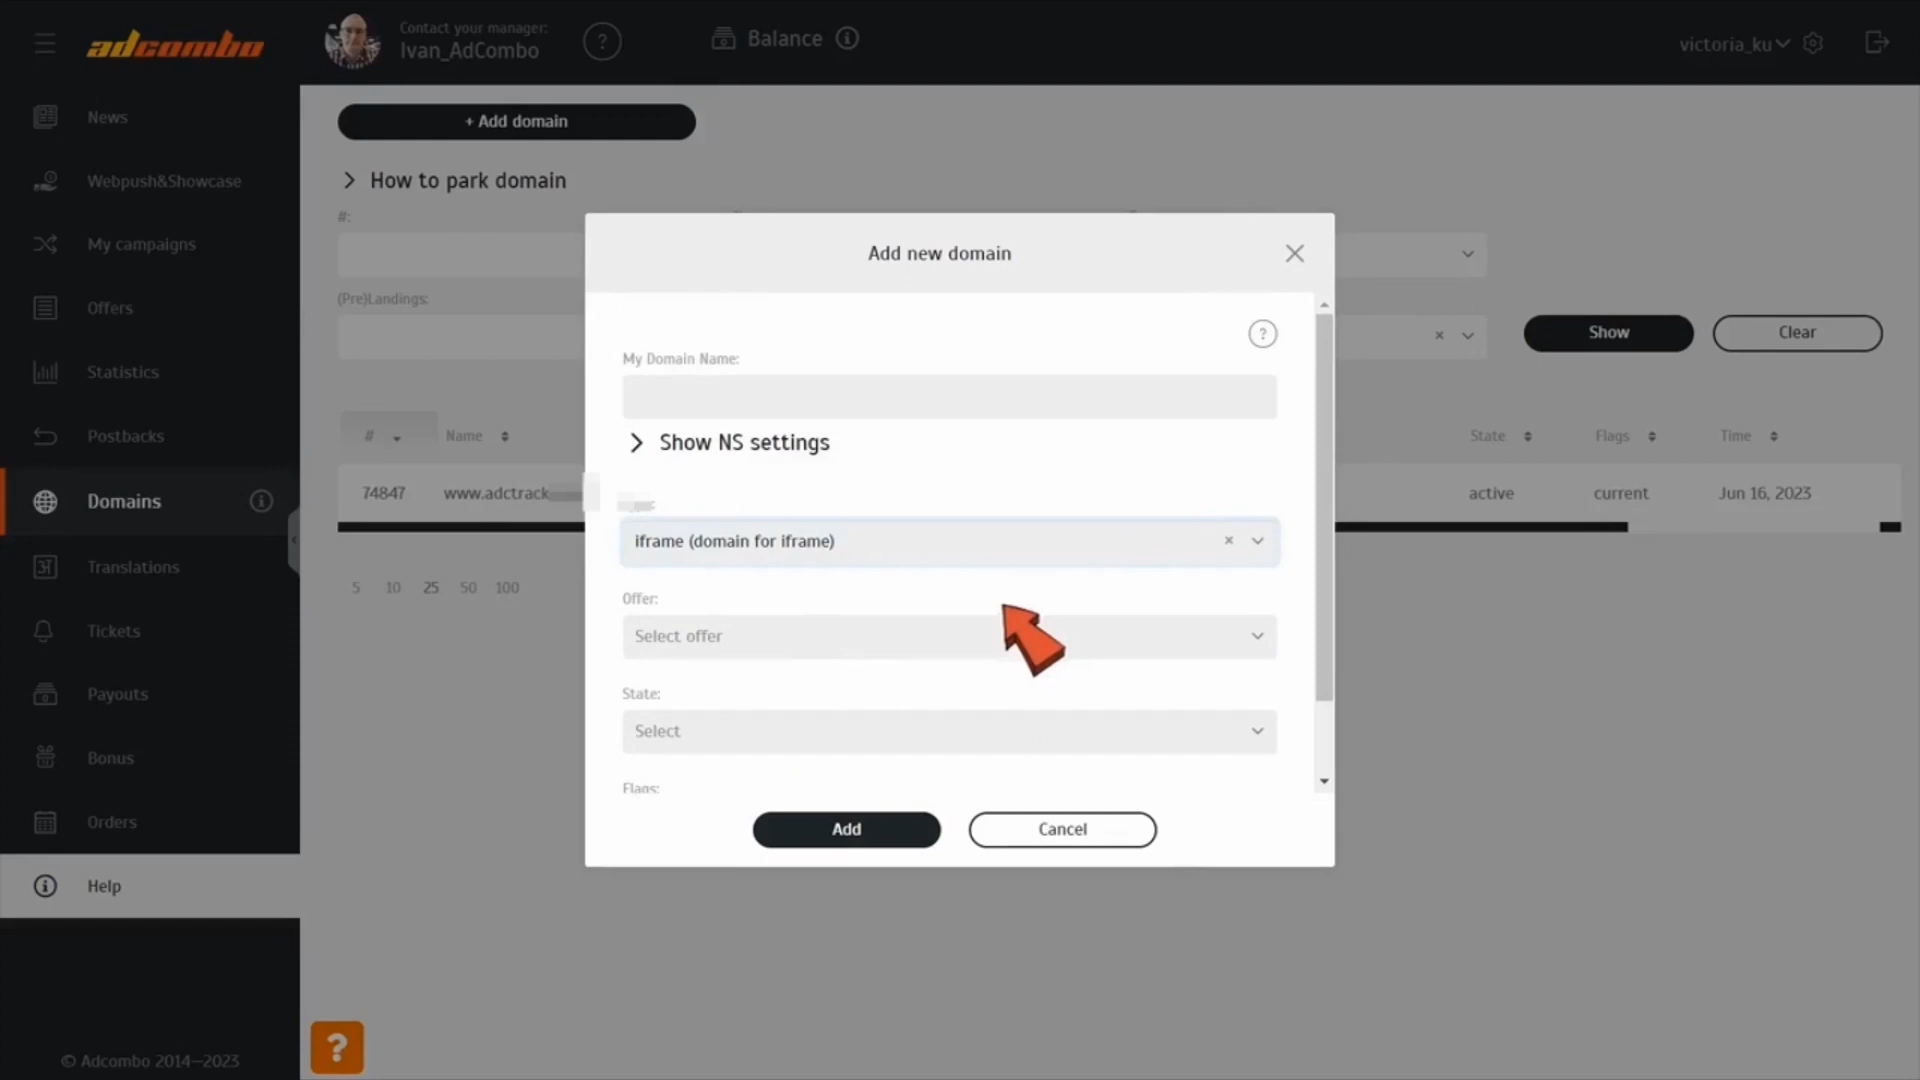 adcombo
Contact your manager:
Ivan_AdCombo
?
Balance
victoria_ku
News
Webpush&Showcase
My campaigns
Offers
Statistics
Postbacks
Domains
Translations
Tickets
Payouts
Bonus
Orders
Help
© Adcombo 2014—2023
+ Add domain
How to park domain
#:
(Pre)Landings:
Show
Clear
# Name State Flags Time
74847 www.adctrack active current Jun 16, 2023
5 10 25 50 100
?
Add new domain
?
My Domain Name:
Show NS settings
iframe (domain for iframe)
Offer:
Select offer
State:
Select
Flags:
Add
Cancel